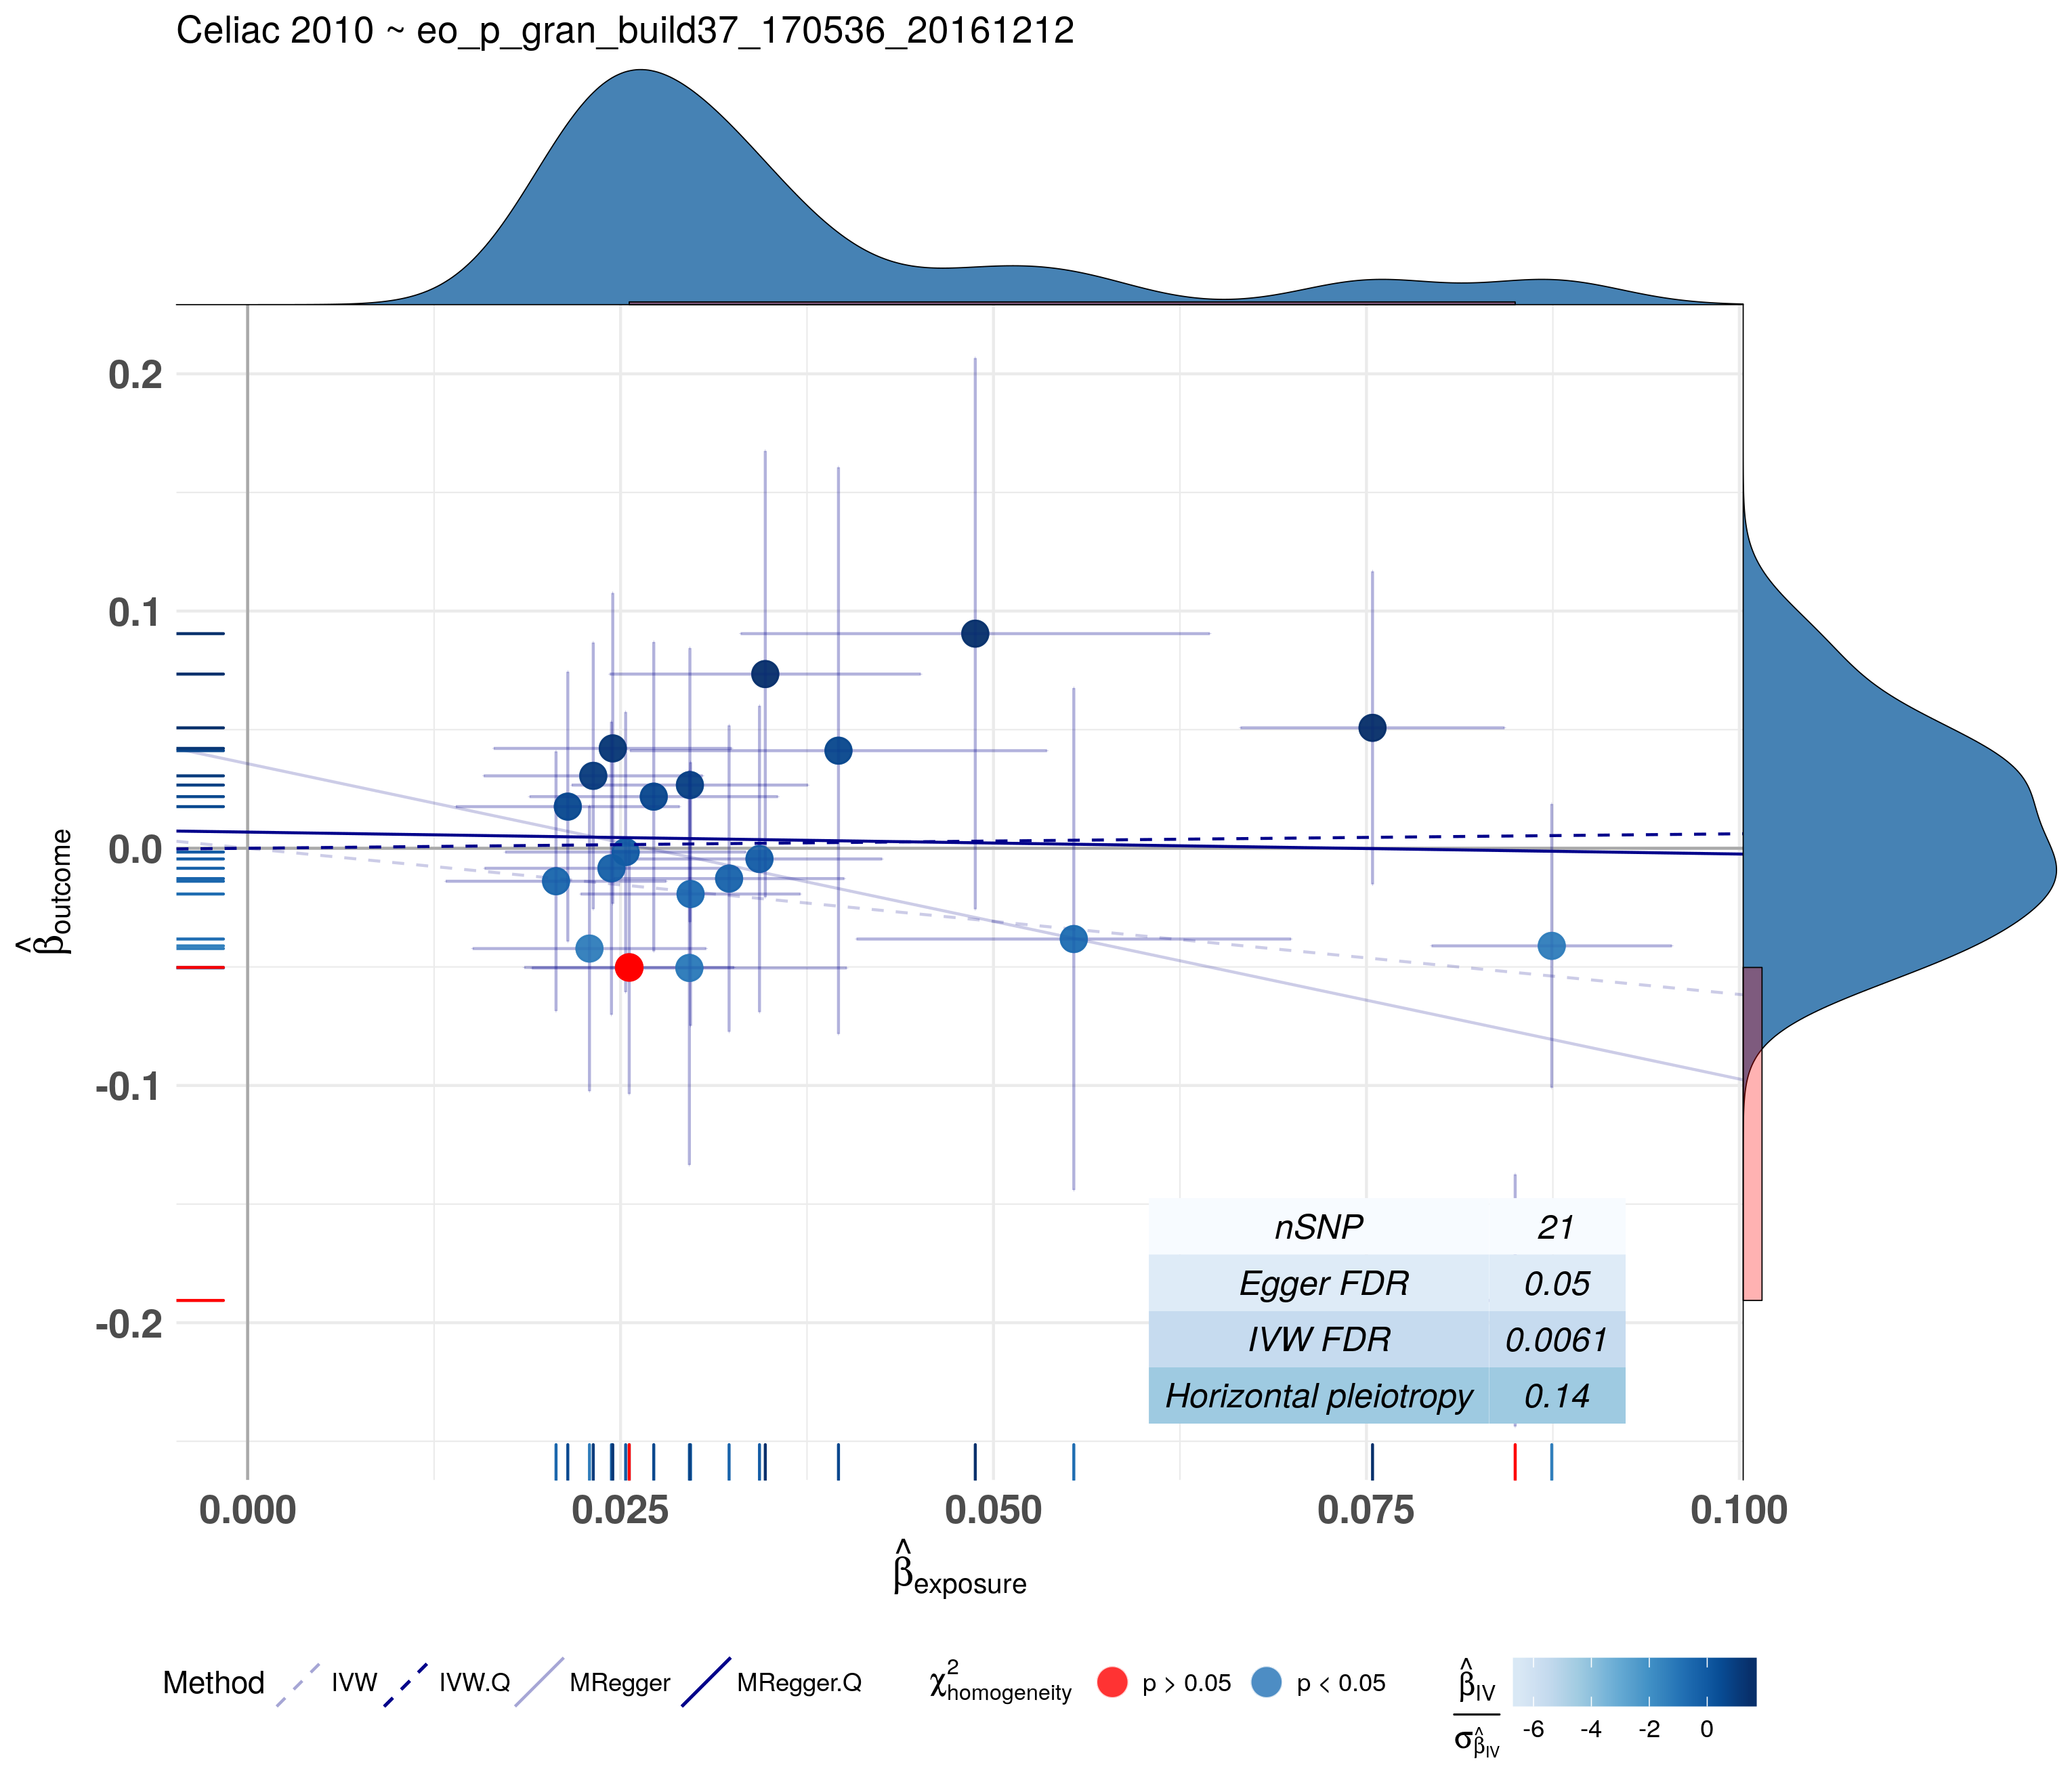 Celiac 2010 ~ eo_p_gran_build37_170536_20161212
0.2
0.1
0.0
-0.1
-0.2
β̂outcome
nSNP 21
Egger FDR 0.05
IVW FDR 0.0061
Horizontal pleiotropy 0.14
0.000 0.025 0.050 0.075 0.100
β̂exposure
Method IVW IVW.Q MRegger MRegger.Q χ²homogeneity p > 0.05 p < 0.05
β̂IV
σβ̂IV
-6 -4 -2 0